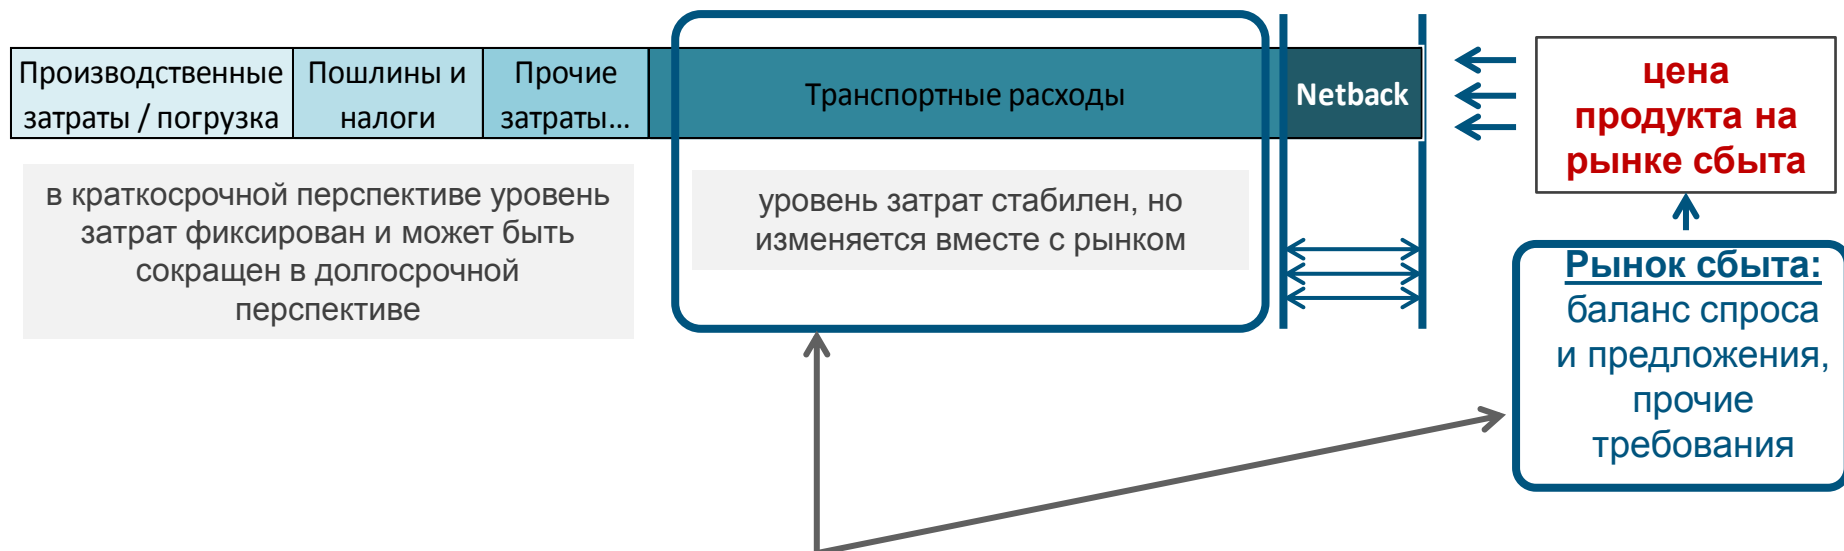 Производственные
затраты / погрузка
Пошлины и
налоги
Прочие
затраты...
Транспортные расходы
Netback
цена
продукта на
рынке сбыта
в краткосрочной перспективе уровень
затрат фиксирован и может быть
сокращен в долгосрочной
перспективе
уровень затрат стабилен, но
изменяется вместе с рынком
Рынок сбыта:
баланс спроса
и предложения,
прочие
требования